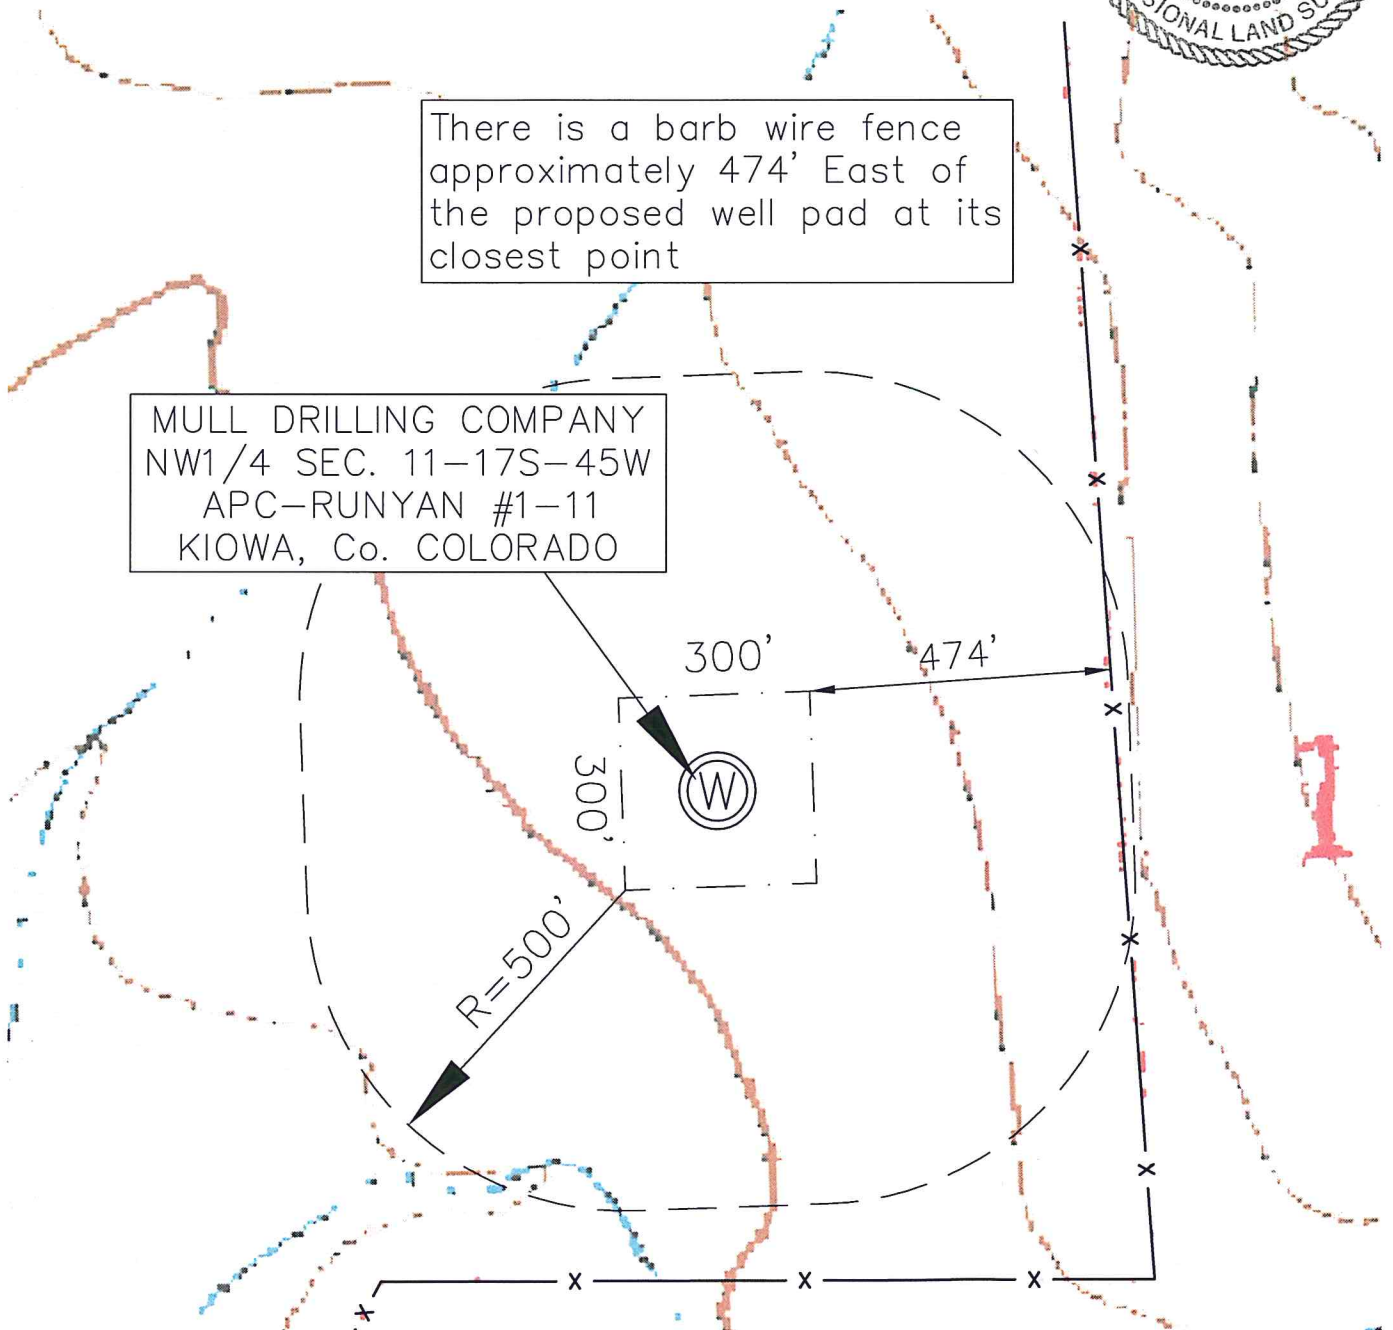 SIONAL LAND SU
There is a barb wire fence
approximately 474' East of
the proposed well pad at its
closest point
MULL DRILLING COMPANY
NW1/4 SEC. 11-17S-45W
APC-RUNYAN #1-11
KIOWA, Co. COLORADO
300'
474'
300'
W
R=500'